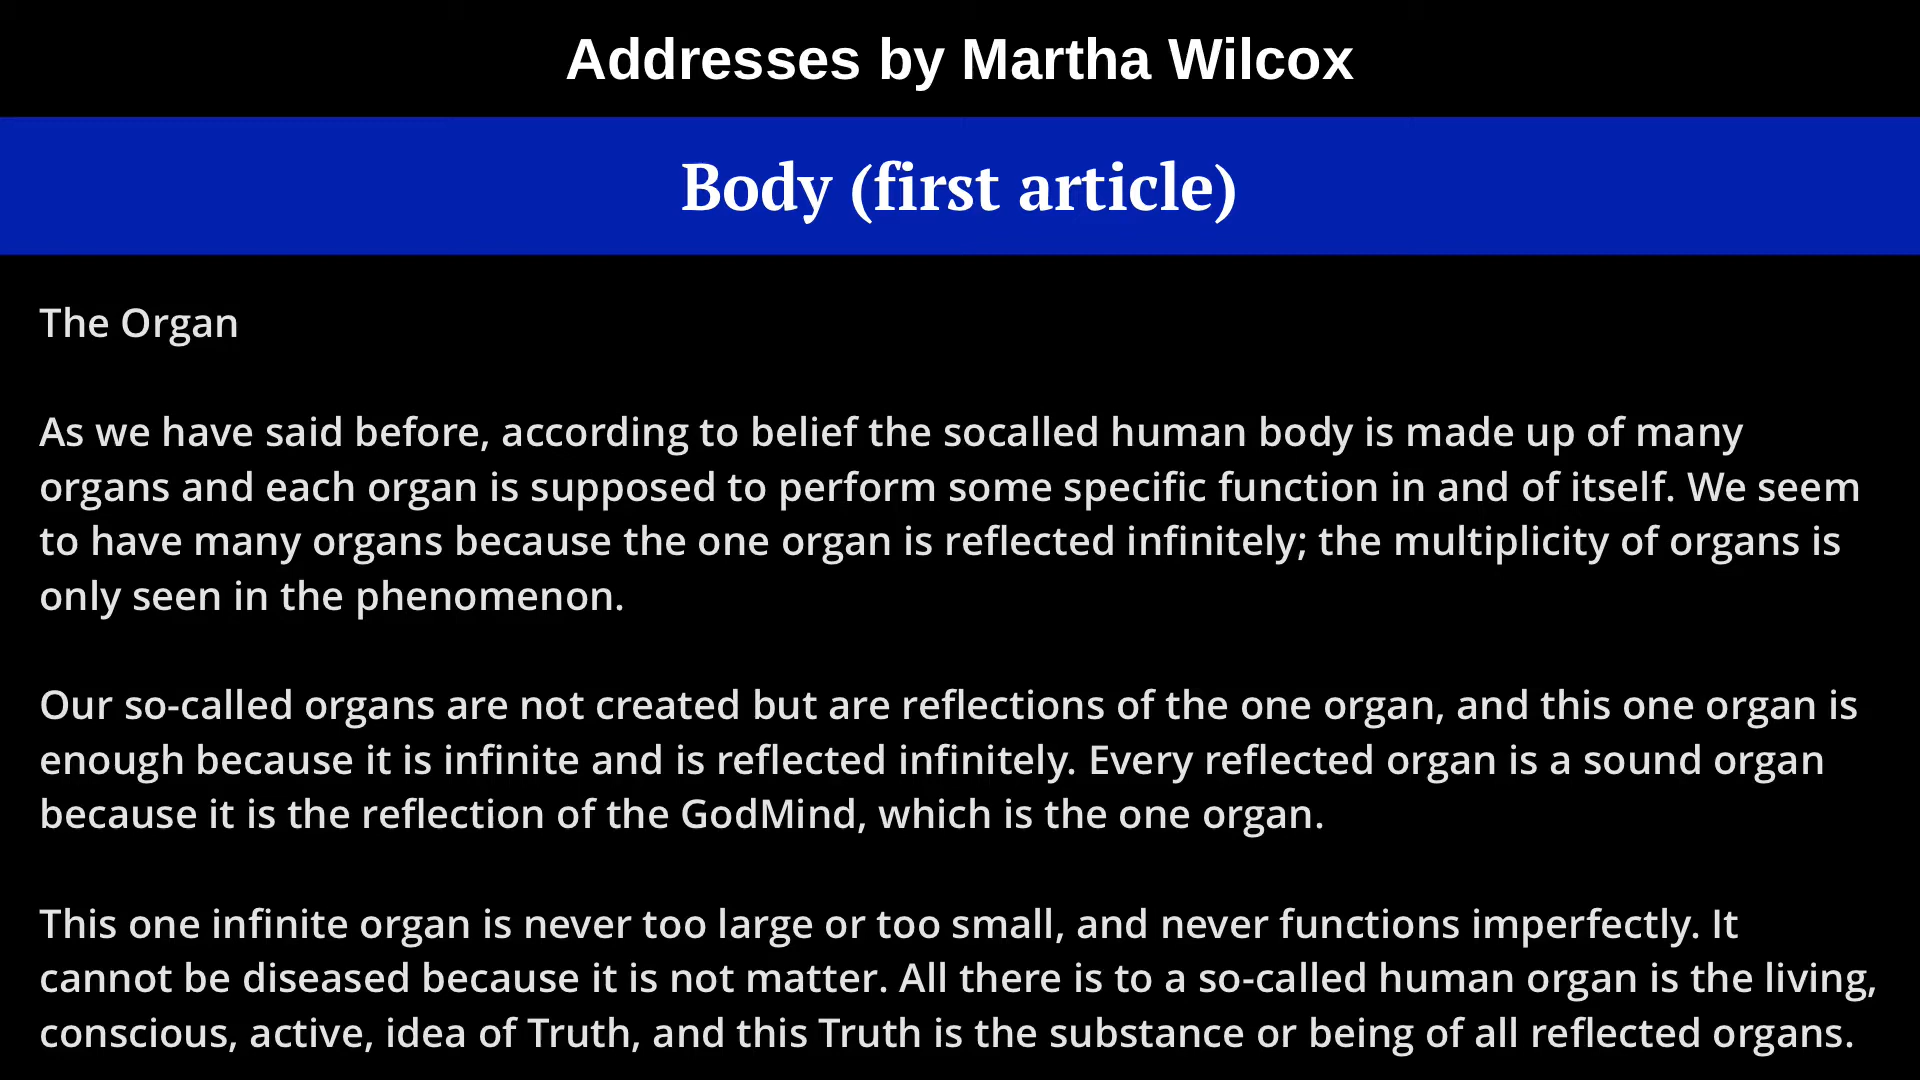 Addresses by Martha Wilcox
Body (first article)
The Organ
As we have said before, according to belief the socalled human body is made up of many
organs and each organ is supposed to perform some specific function in and of itself. We seem
to have many organs because the one organ is reflected infinitely; the multiplicity of organs is
only seen in the phenomenon.
Our so-called organs are not created but are reflections of the one organ, and this one organ is
enough because it is infinite and is reflected infinitely. Every reflected organ is a sound organ
because it is the reflection of the GodMind, which is the one organ.
This one infinite organ is never too large or too small, and never functions imperfectly. It
cannot be diseased because it is not matter. All there is to a so-called human organ is the living,
conscious, active, idea of Truth, and this Truth is the substance or being of all reflected organs.